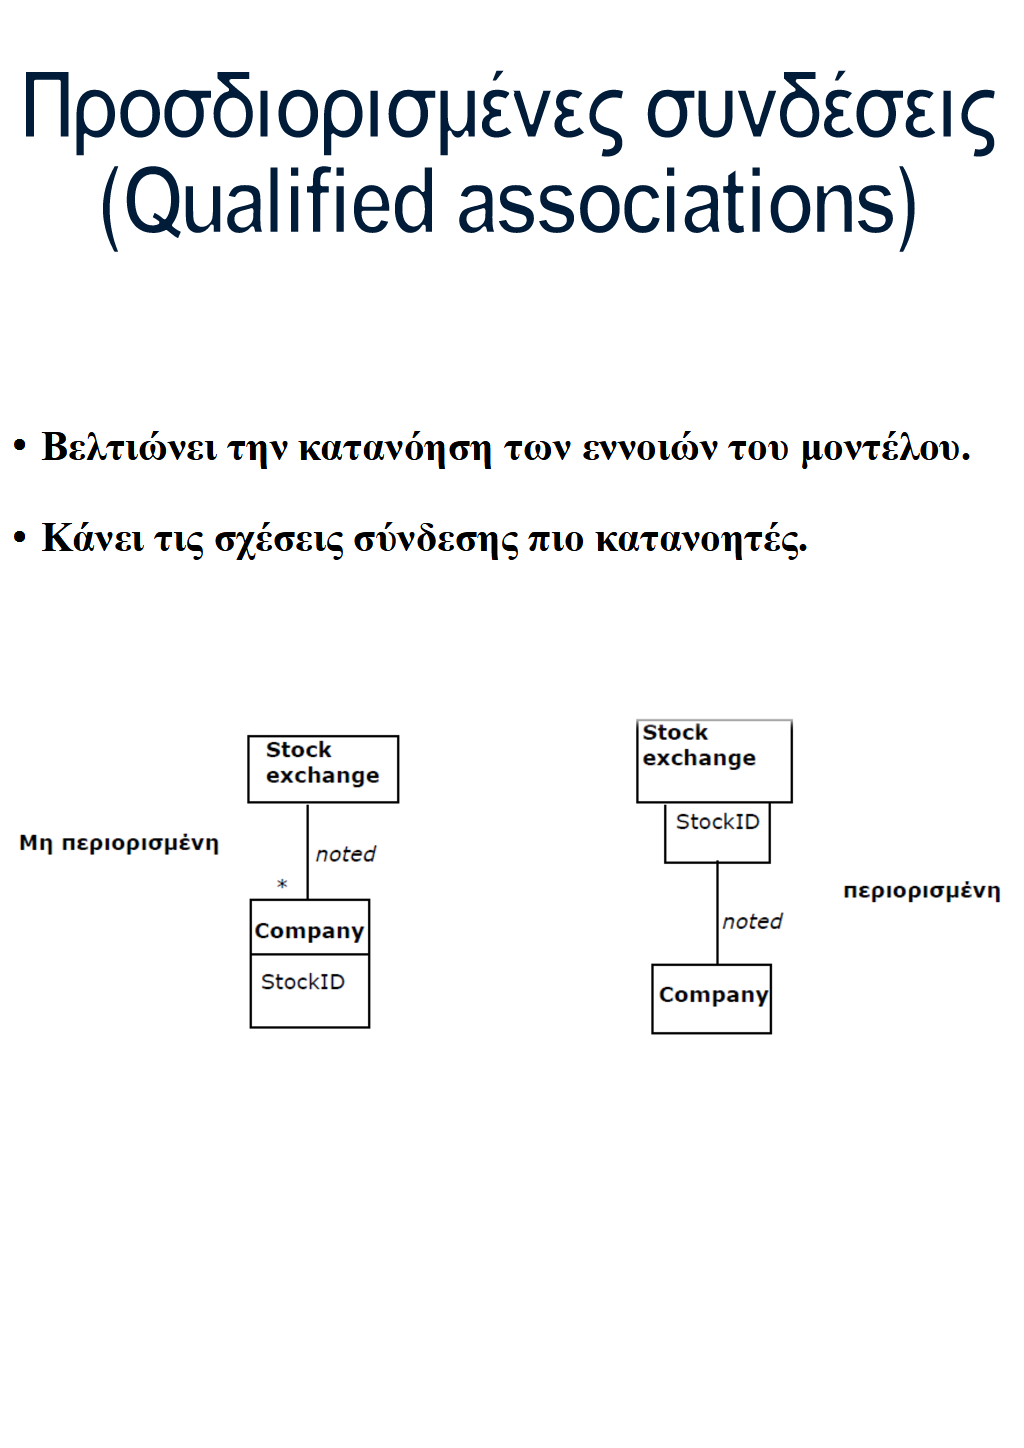 Προσδιορισμένες συνδέσεις
(Qualified associations)
• Βελτιώνει την κατανόηση των εννοιών του μοντέλου.
• Κάνει τις σχέσεις σύνδεσης πιο κατανοητές.
Stock
exchange
Μη περιορισμένη
noted
*
Company
StockID
Stock
exchange
StockID
περιορισμένη
noted
Company